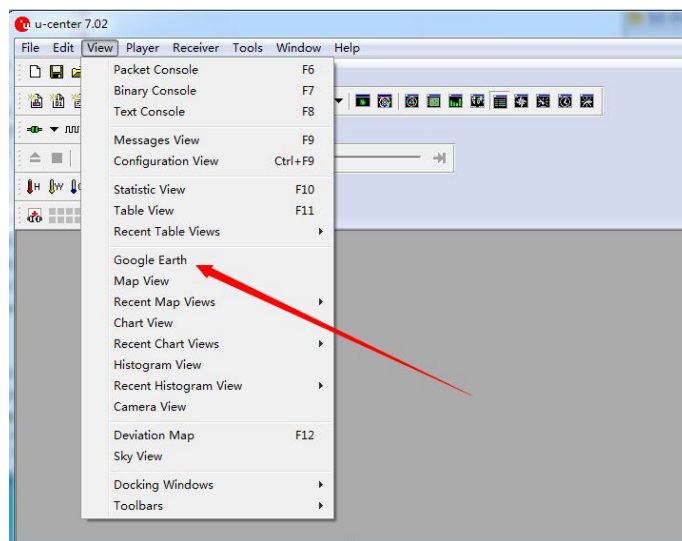 u-center 7.02
File Edit View Player Receiver Tools Window Help
Packet Console F6
Binary Console F7
Text Console F8
Messages View F9
Configuration View Ctrl+F9
Statistic View F10
Table View F11
Recent Table Views
Google Earth
Map View
Recent Map Views
Chart View
Recent Chart Views
Histogram View
Recent Histogram View
Camera View
Deviation Map F12
Sky View
Docking Windows
Toolbars
H W